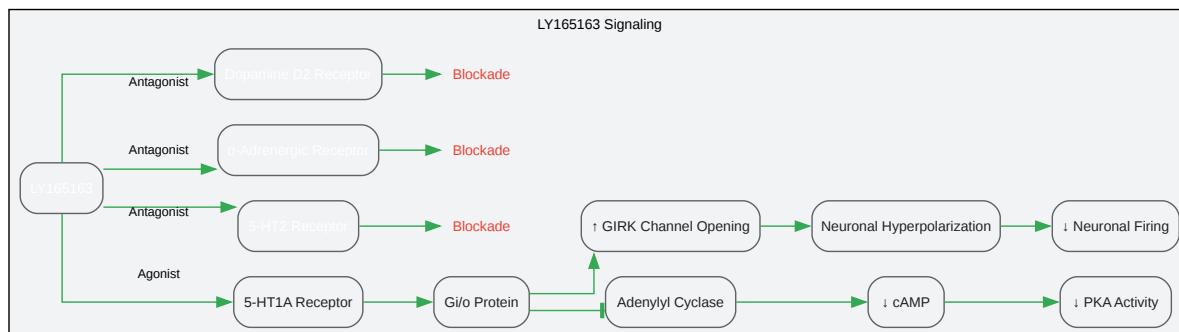 LY165163 Signaling
Dopamine D2 Receptor
Antagonist
Blockade
Antagonist
α-Adrenergic Receptor
Blockade
LY165163
Antagonist
5-HT2 Receptor
Blockade
↑ GIRK Channel Opening
Neuronal Hyperpolarization
↓ Neuronal Firing
Agonist
5-HT1A Receptor
Gi/o Protein
Adenylyl Cyclase
↓ cAMP
↓ PKA Activity